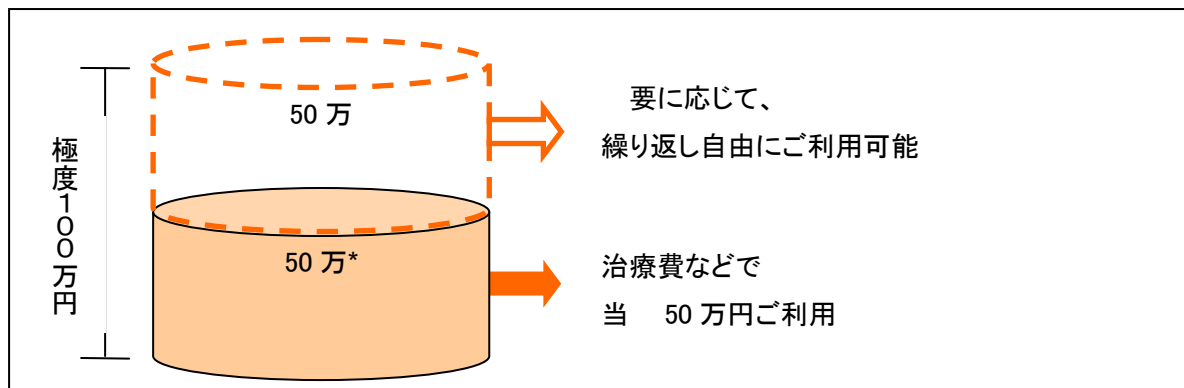 極度100万円
50 万
要に応じて、
繰り返し自由にご利用可能
50 万*
治療費などで
当 50 万円ご利用